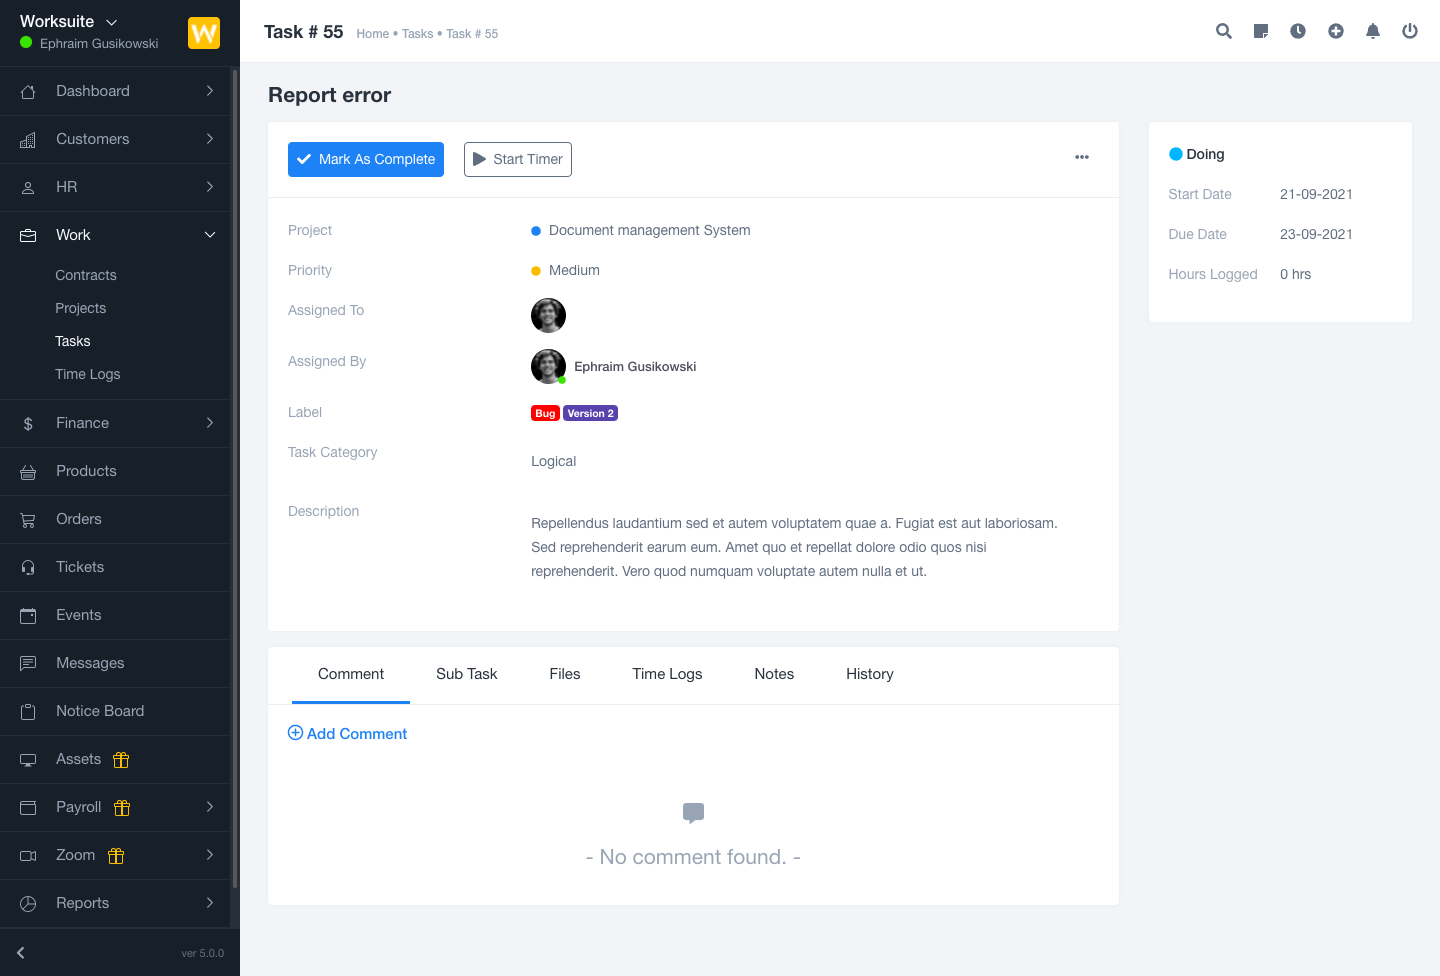 Worksuite
Ephraim Gusikowski
W
Dashboard
Customers
HR
Work
Contracts
Projects
Tasks
Time Logs
Finance
Products
Orders
Tickets
Events
Messages
Notice Board
Assets
Payroll
Zoom
Reports
ver 5.0.0
Task # 55 Home • Tasks • Task # 55
Report error
Mark As Complete Start Timer
Project Document management System
Priority Medium
Assigned To
Assigned By Ephraim Gusikowski
Label Bug Version 2
Task Category Logical
Description Repellendus laudantium sed et autem voluptatem quae a. Fugiat est aut laboriosam.
Sed reprehenderit earum eum. Amet quo et repellat dolore odio quos nisi
reprehenderit. Vero quod numquam voluptate autem nulla et ut.
Comment Sub Task Files Time Logs Notes History
Add Comment
- No comment found. -
Doing
Start Date 21-09-2021
Due Date 23-09-2021
Hours Logged 0 hrs